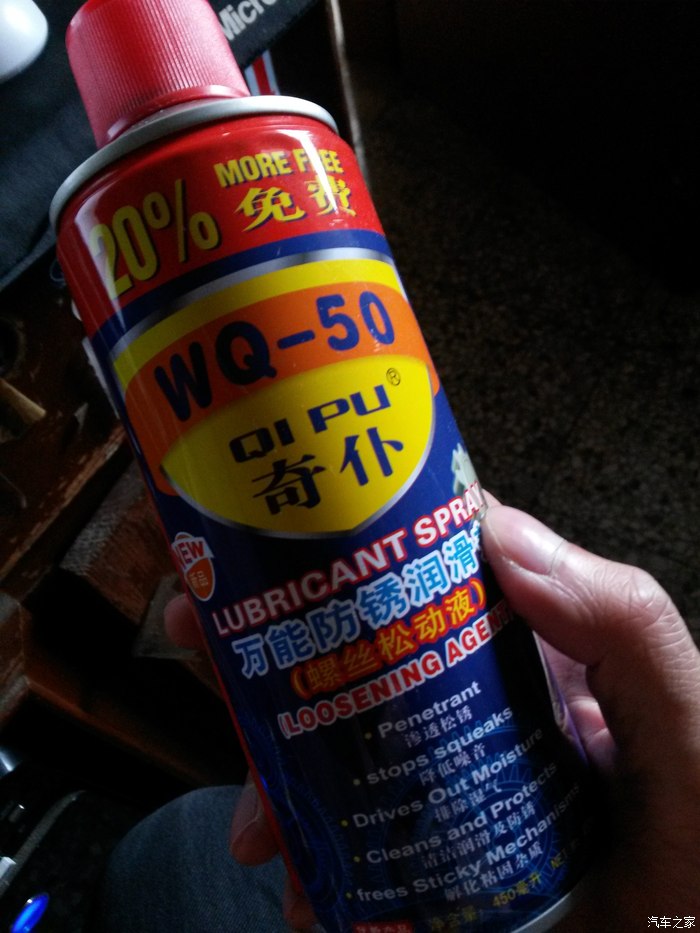 Micro
MORE FREE
20% 免费
WQ-50
QI PU®
奇仆
NEW
LUBRICANT SPRAY
万能防锈润滑
(螺丝松动液)
(LOOSENING AGENT
• Penetrant
渗透松锈
• stops squeaks
降低噪音
• Drives Out Moisture
排除湿气
• Cleans and Protects
清洁润滑及防锈
• frees Sticky Mechanisms
解化粘固杂质
净含量: 450毫升
汽车之家